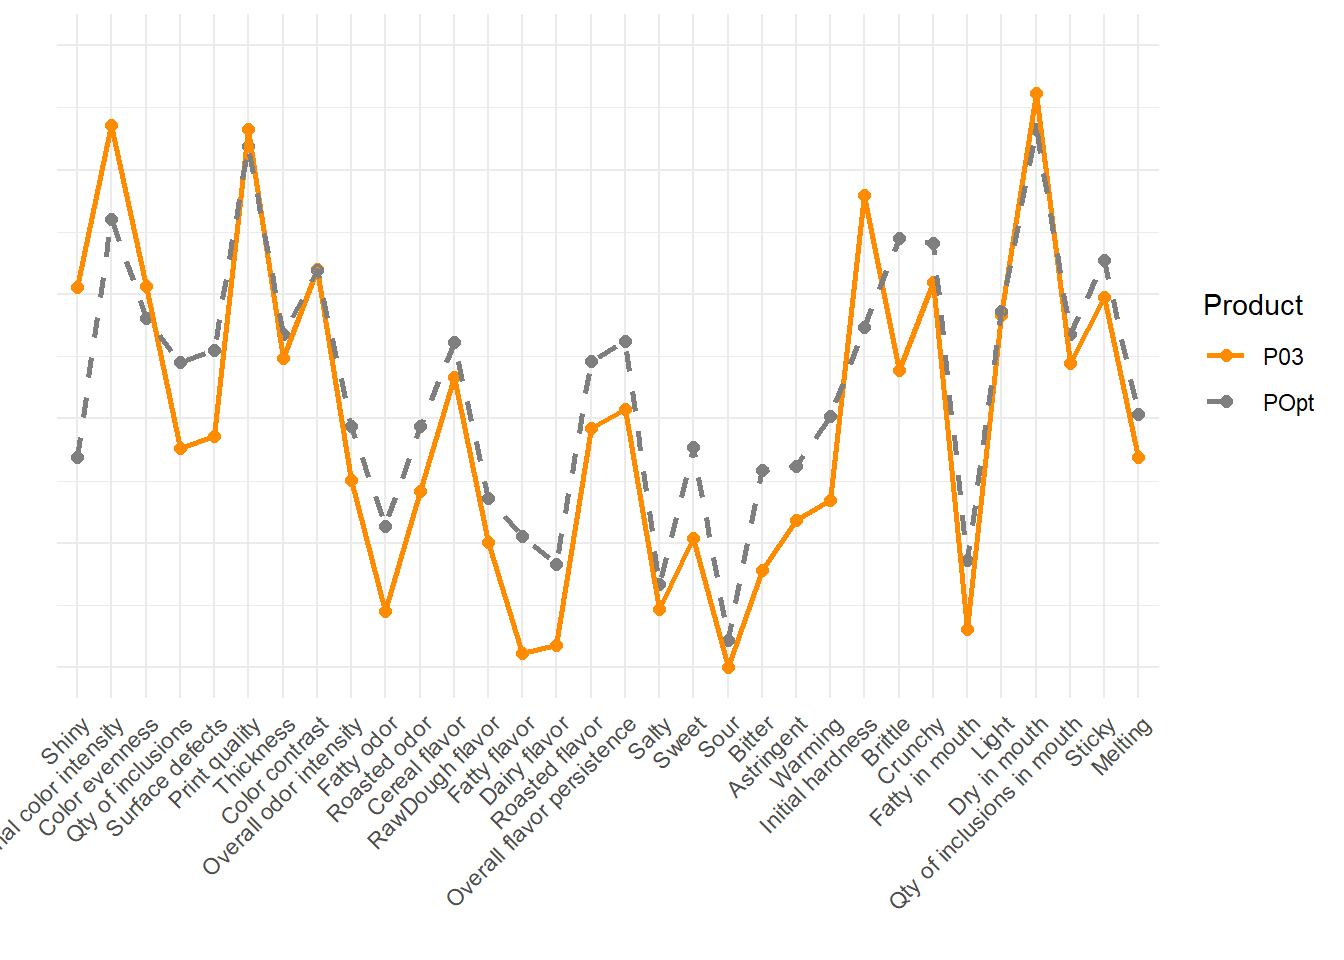 Shiny
nal color intensity
Color evenness
Qty of inclusions
Surface defects
Print quality
Thickness
Color contrast
Overall odor intensity
Fatty odor
Roasted odor
Cereal flavor
RawDough flavor
Fatty flavor
Dairy flavor
Roasted flavor
Overall flavor persistence
Salty
Sweet
Sour
Bitter
Astringent
Warming
Initial hardness
Brittle
Crunchy
Fatty in mouth
Light
Dry in mouth
Qty of inclusions in mouth
Sticky
Melting
Product
P03
POpt